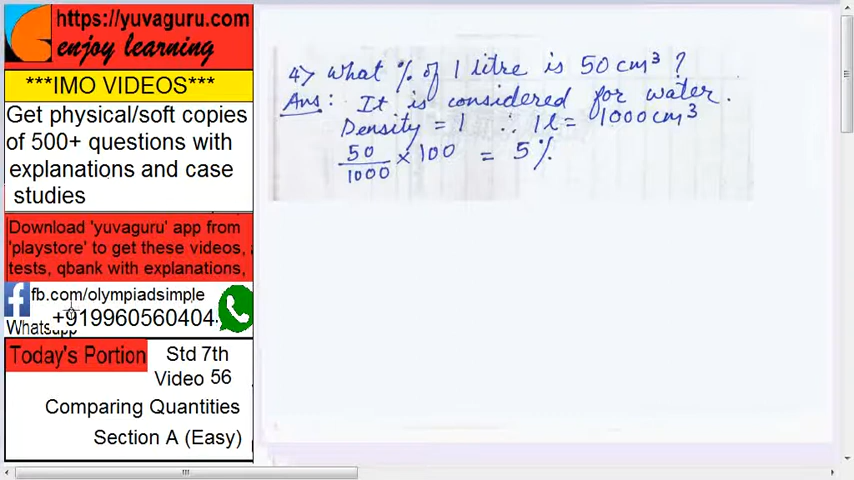 https://yuvaguru.com
enjoy learning
***IMO VIDEOS***
Get physical/soft copies
of 500+ questions with
explanations and case
studies
Download 'yuvaguru' app from
'playstore' to get these videos,
tests, qbank with explanations,
fb.com/olympiadsimple
Whatsapp +919960560404
Today's Portion
Std 7th
Video 56
Comparing Quantities
Section A (Easy)
4> What % of 1 litre is 50 cm³ ?
Ans : It is considered for water.
Density = 1 ∴ 1l = 1000 cm³
50/1000 × 100 = 5 %